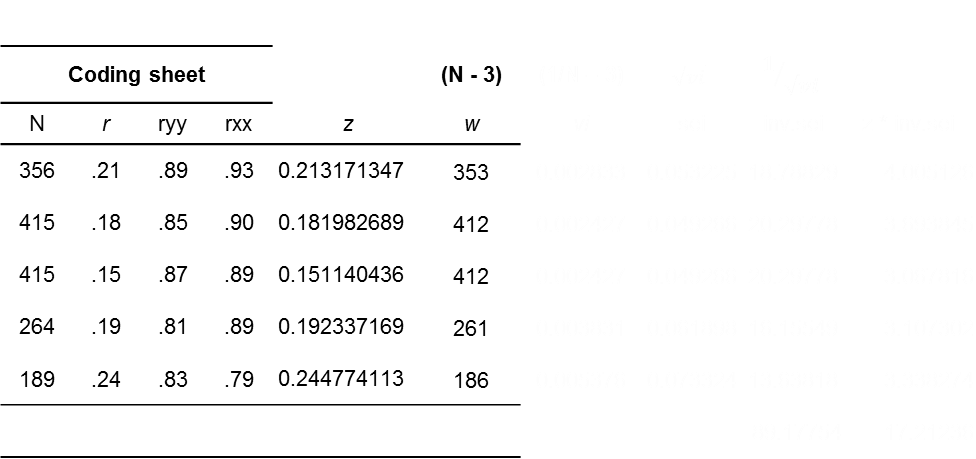 Coding sheet (N - 3)
N r ryy rxx z w
356 .21 .89 .93 0.213171347 353
415 .18 .85 .90 0.181982689 412
415 .15 .87 .89 0.151140436 412
264 .19 .81 .89 0.192337169 261
189 .24 .83 .79 0.244774113 186